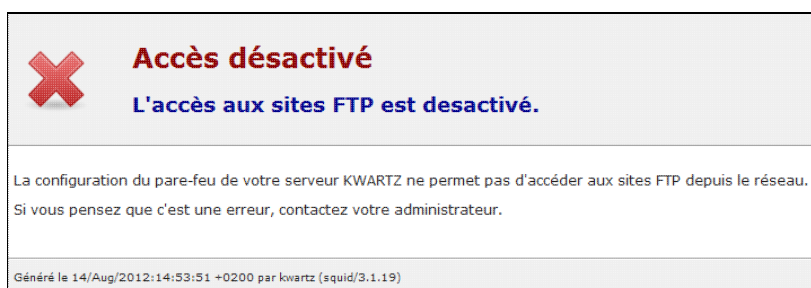 Accès désactivé
L'accès aux sites FTP est desactivé.
La configuration du pare-feu de votre serveur KWARTZ ne permet pas d'accéder aux sites FTP depuis le réseau.
Si vous pensez que c'est une erreur, contactez votre administrateur.
Généré le 14/Aug/2012:14:53:51 +0200 par kwartz (squid/3.1.19)